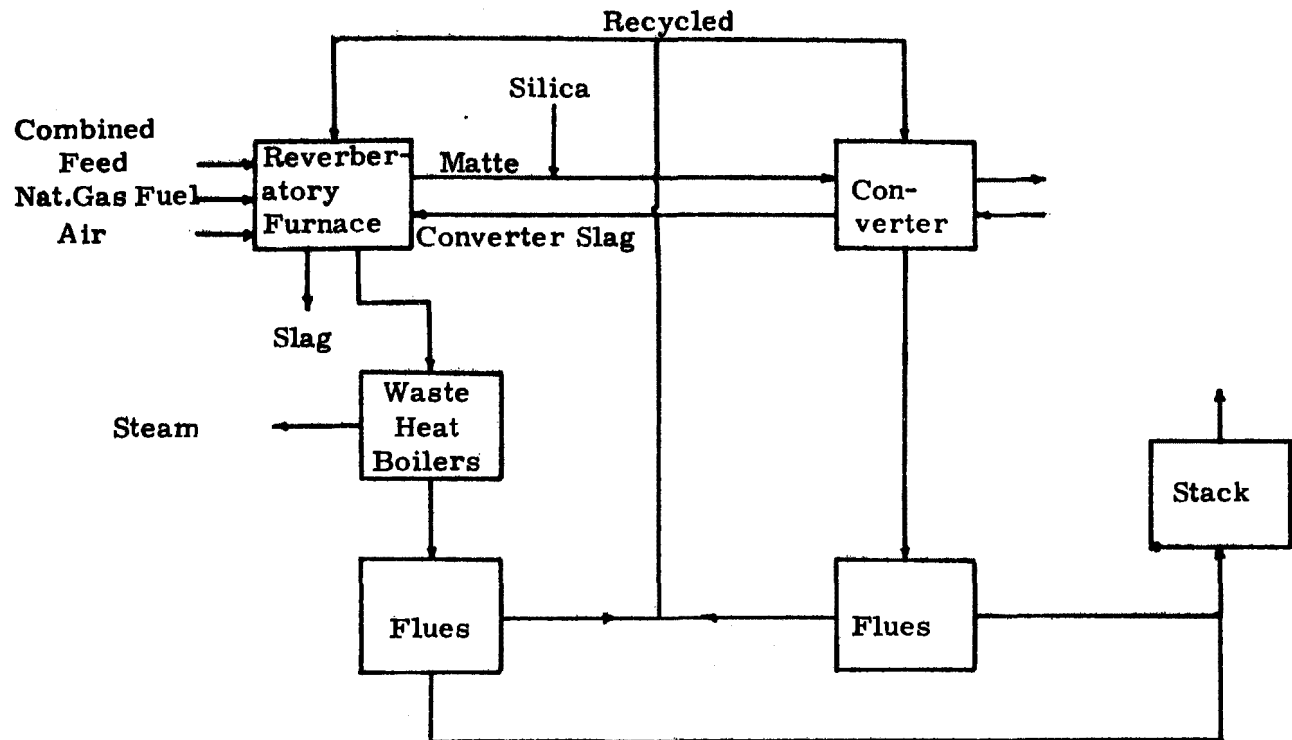 Recycled
Silica
Combined
Feed
Nat.Gas Fuel
Air
Reverber-
atory
Furnace
Matte
Converter Slag
Con-
verter
Slag
Waste
Heat
Boilers
Steam
Stack
Flues
Flues